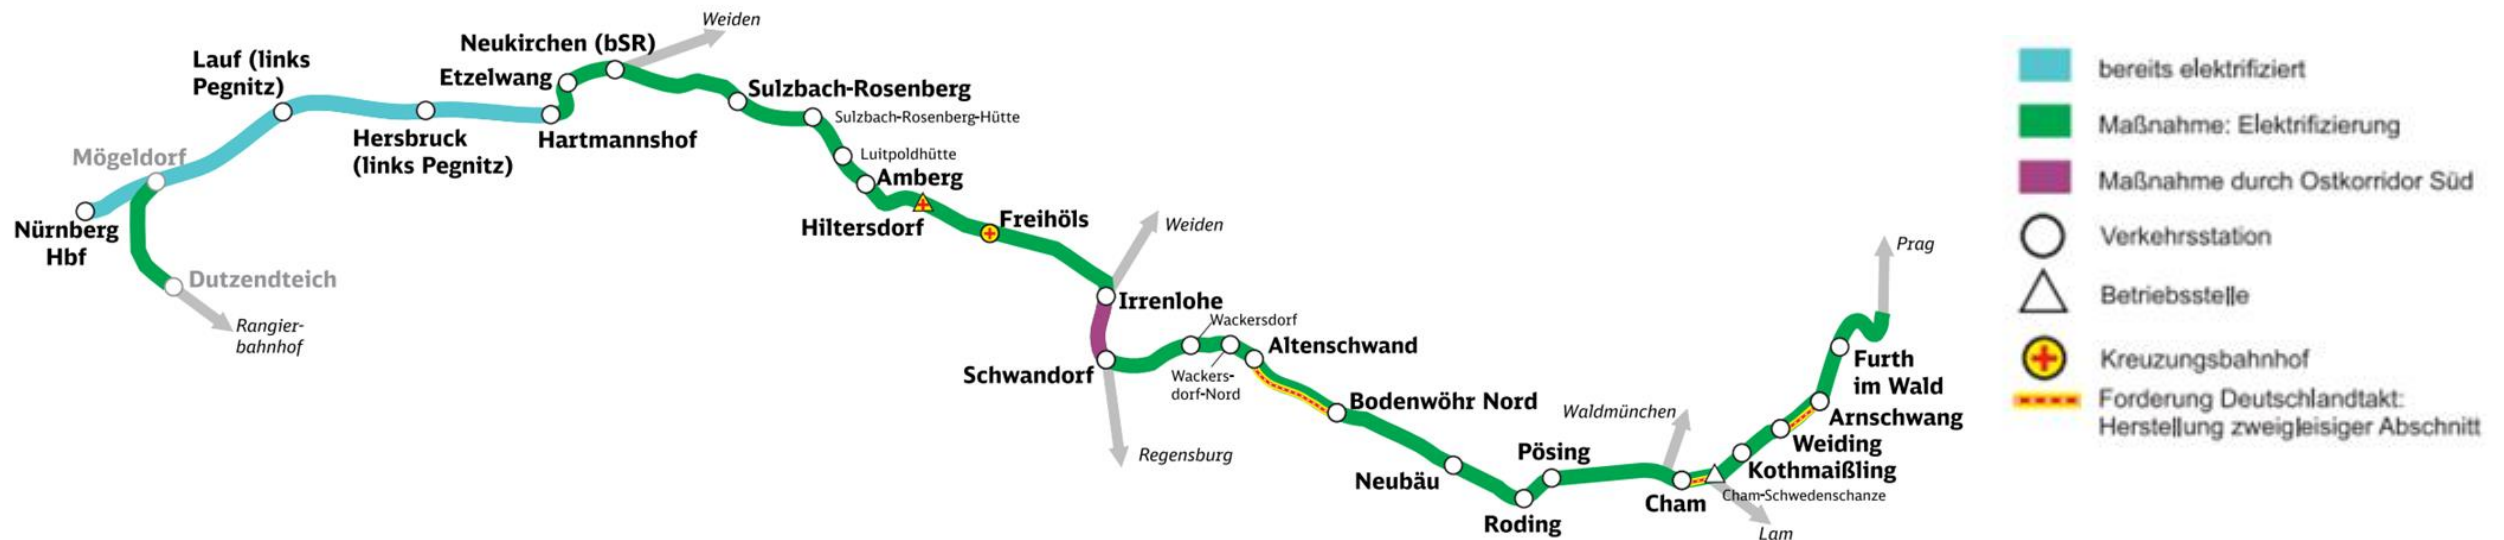 Weiden
Neukirchen (bSR)
Lauf (links
Pegnitz)
Etzelwang
Sulzbach-Rosenberg
Sulzbach-Rosenberg-Hütte
Hersbruck
(links Pegnitz)
Hartmannshof
Mögeldorf
Luitpoldhütte
Amberg
Nürnberg
Hbf
Hiltersdorf
Freihöls
Weiden
Dutzendteich
Rangier-
bahnhof
Irrenlohe
Wackersdorf
Altenschwand
Schwandorf
Wackers-
dorf-Nord
Bodenwöhr Nord
Regensburg
Neubäu
Roding
Pösing
Waldmünchen
Cham
Cham-Schwedenschanze
Lam
Kothmaißling
Weiding
Arnschwang
Furth
im Wald
Prag
bereits elektrifiziert
Maßnahme: Elektrifizierung
Maßnahme durch Ostkorridor Süd
Verkehrsstation
Betriebsstelle
Kreuzungsbahnhof
Forderung Deutschlandtakt:
Herstellung zweigleisiger Abschnitt